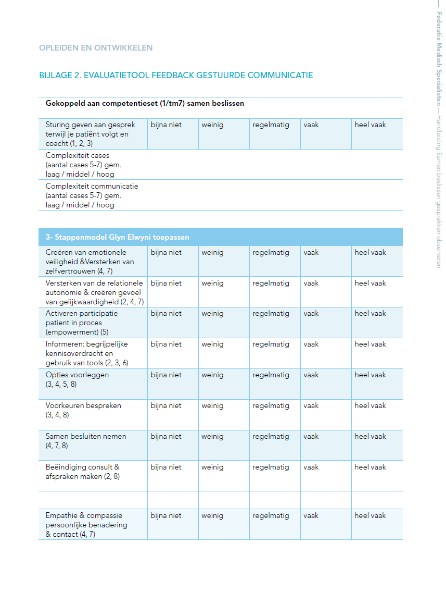 OPLEIDEN EN ONTWIKKELEN
BIJLAGE 2. EVALUATIETOOL FEEDBACK GESTUURDE COMMUNICATIE
Gekoppeld aan competentieset (1/tm7) samen beslissen
Sturing geven aan gesprek bijna niet weinig regelmatig vaak heel vaak
terwijl je patiënt volgt en
coacht (1, 2, 3)
Complexiteit cases
(aantal cases 5-7) gem.
laag / middel / hoog
Complexiteit communicatie
(aantal cases 5-7) gem.
laag / middel / hoog
3- Stappenmodel Glyn Elwyni toepassen
Creëren van emotionele bijna niet weinig regelmatig vaak heel vaak
veiligheid &Versterken van
zelfvertrouwen (4, 7)
Versterken van de relationele bijna niet weinig regelmatig vaak heel vaak
autonomie & creëren gevoel
van gelijkwaardigheid (2, 4, 7)
Activeren participatie bijna niet weinig regelmatig vaak heel vaak
patient in proces
(empowerment) (5)
Informeren: begrijpelijke bijna niet weinig regelmatig vaak heel vaak
kennisoverdracht en
gebruik van tools (2, 3, 6)
Opties voorleggen bijna niet weinig regelmatig vaak heel vaak
(3, 4, 5, 8)
Voorkeuren bespreken bijna niet weinig regelmatig vaak heel vaak
(3, 4, 8)
Samen besluiten nemen bijna niet weinig regelmatig vaak heel vaak
(4, 7, 8)
Beëindiging consult & bijna niet weinig regelmatig vaak heel vaak
afspraken maken (2, 8)
Empathie & compassie bijna niet weinig regelmatig vaak heel vaak
persoonlijke benadering
& contact (4, 7)
Federatie Medisch Specialisten — Handleiding Samen beslissen gesprekken observeren